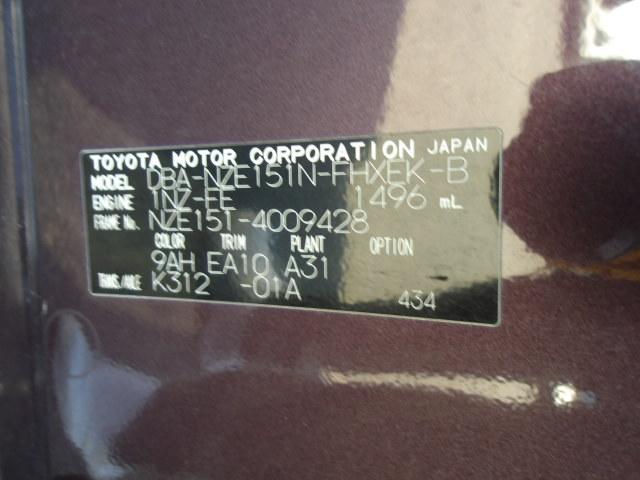 TOYOTA MOTOR CORPORATION JAPAN
MODEL DBA-NZE151N-FHXEK-B
ENGINE 1NZ-FE 1496 mL
FRAME No. NZE151-4009428
COLOR TRIM PLANT OPTION
9AH EA10 A31
TRANS/AXLE K312 -01A
434